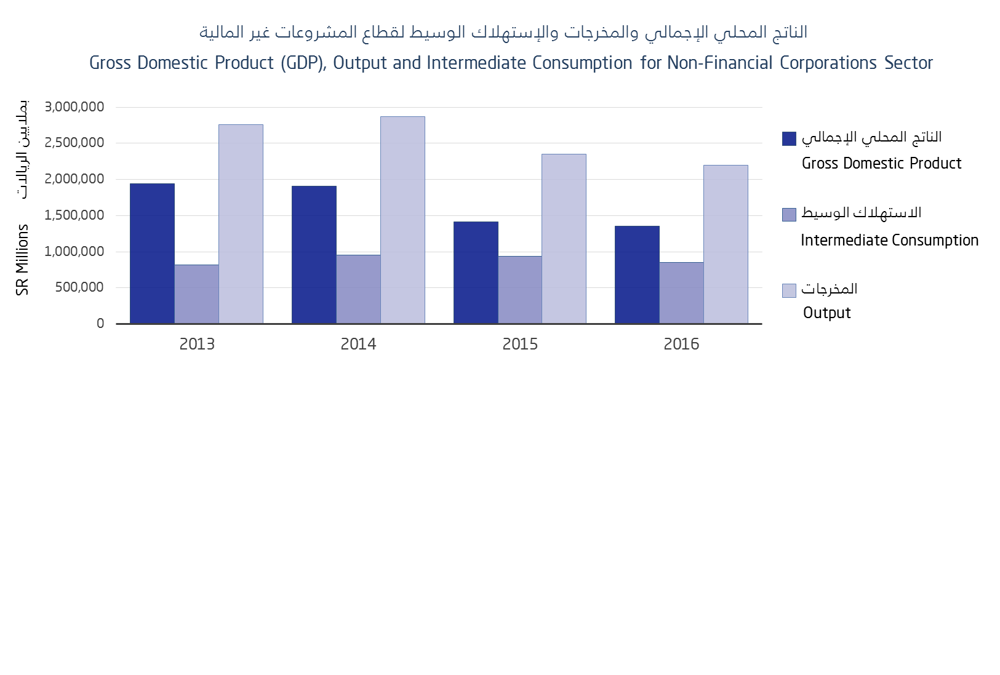 الناتج المحلي الإجمالي والمخرجات والإستهلاك الوسيط لقطاع المشروعات غير المالية
Gross Domestic Product (GDP), Output and Intermediate Consumption for Non-Financial Corporations Sector
بملايين الريالات
SR Millions
3,000,000
2,500,000
2,000,000
1,500,000
1,000,000
500,000
0
2013
2014
2015
2016
الناتج المحلي الإجمالي
Gross Domestic Product
الاستهلاك الوسيط
Intermediate Consumption
المخرجات
Output